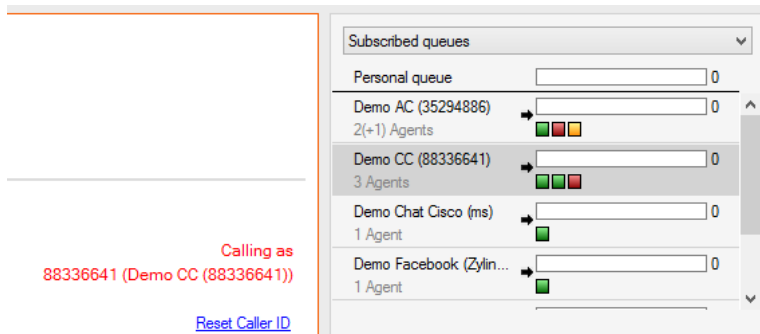 Subscribed queues
Personal queue 0
Demo AC (35294886) 0
2(+1) Agents
Demo CC (88336641) 0
3 Agents
Demo Chat Cisco (ms) 0
1 Agent
Demo Facebook (Zylin... 0
1 Agent
Calling as
88336641 (Demo CC (88336641))
Reset Caller ID